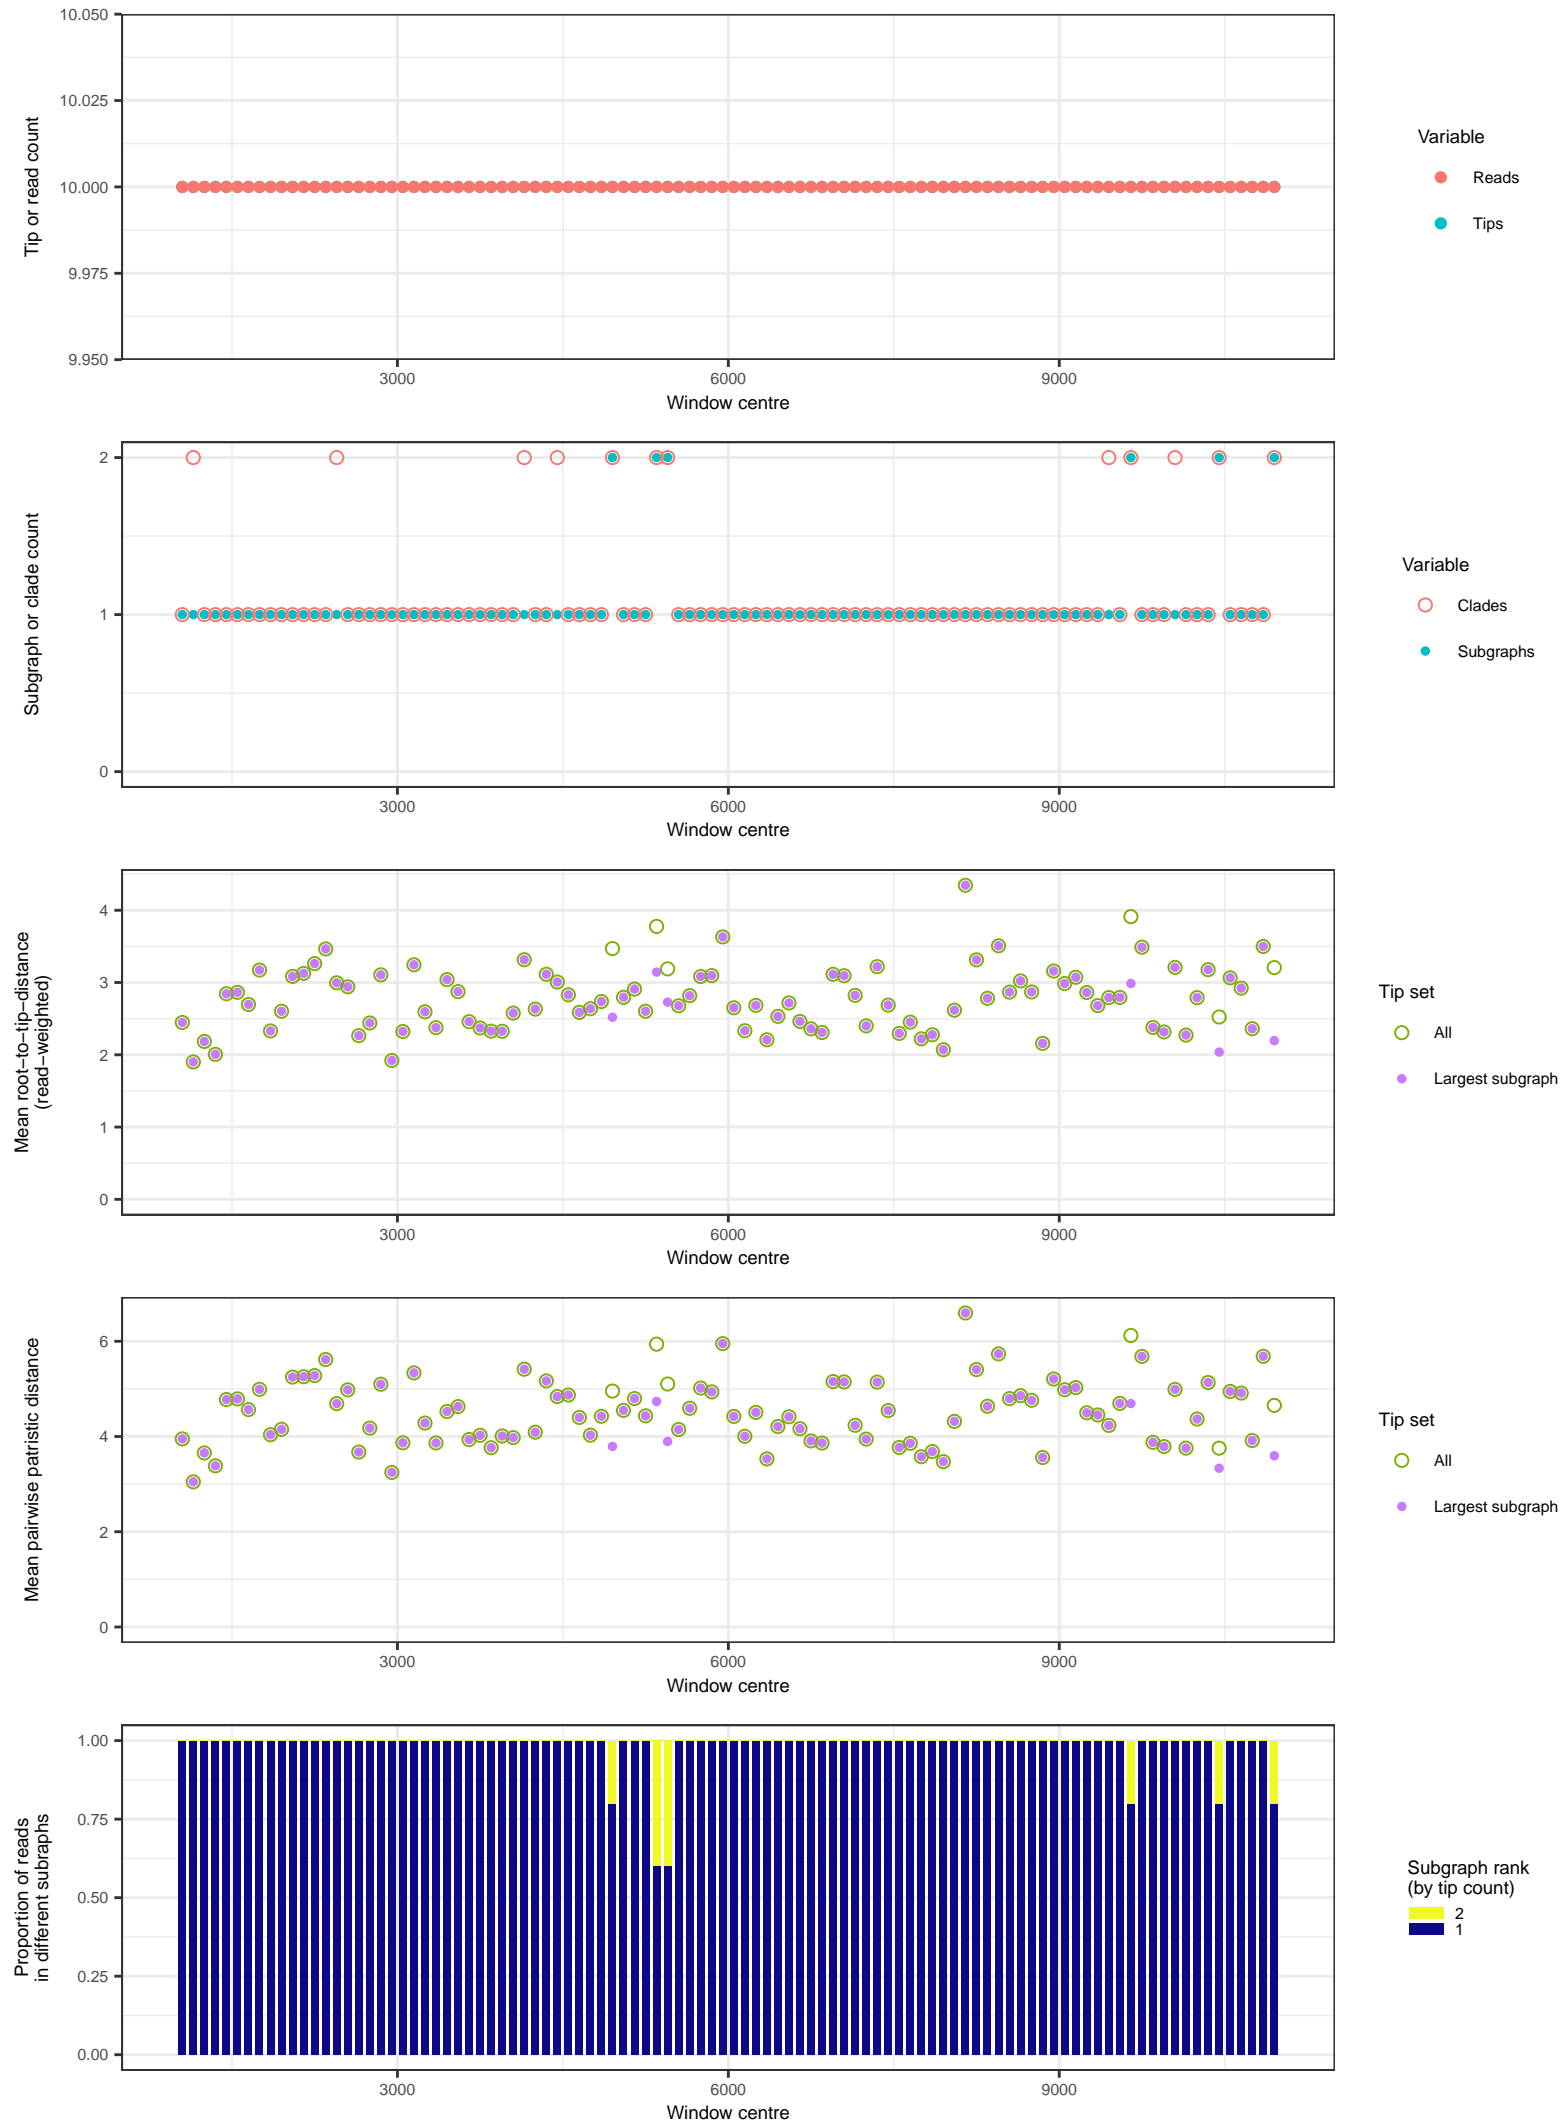 10.050
10.025
10.000
9.975
9.950
Tip or read count
3000
6000
9000
Window centre
Variable
Reads
Tips
2
1
0
Subgraph or clade count
3000
6000
9000
Window centre
Variable
Clades
Subgraphs
4
3
2
1
0
Mean root−to−tip−distance
(read−weighted)
3000
6000
9000
Window centre
Tip set
All
Largest subgraph
6
4
2
0
Mean pairwise patristic distance
3000
6000
9000
Window centre
Tip set
All
Largest subgraph
1.00
0.75
0.50
0.25
0.00
Proportion of reads
in different subraphs
3000
6000
9000
Window centre
Subgraph rank
(by tip count)
2
1